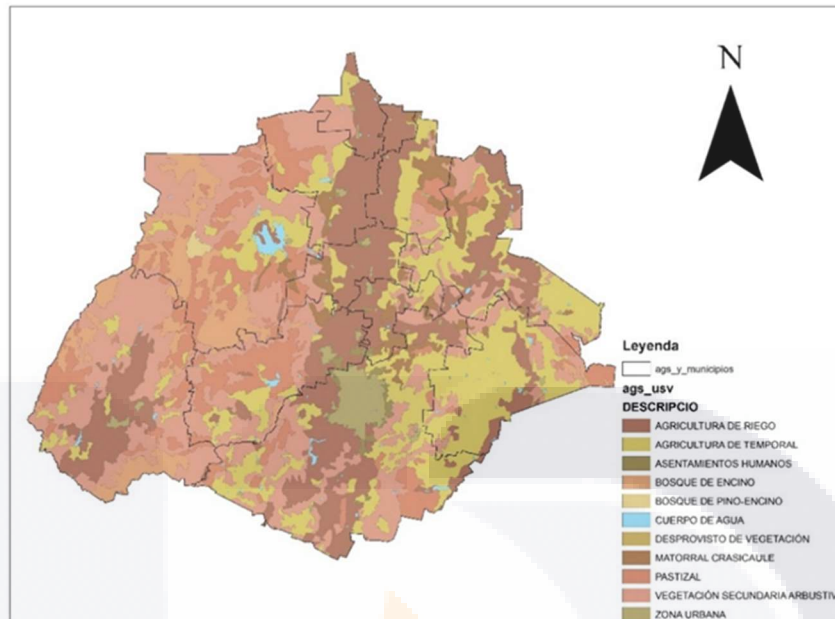 N
Leyenda
ags_y_municipios
ags_usv
DESCRIPCIO
AGRICULTURA DE RIEGO
AGRICULTURA DE TEMPORAL
ASENTAMIENTOS HUMANOS
BOSQUE DE ENCINO
BOSQUE DE PINO-ENCINO
CUERPO DE AGUA
DESPROVISTO DE VEGETACIÓN
MATORRAL CRASICAULE
PASTIZAL
VEGETACIÓN SECUNDARIA ARBUSTIV
ZONA URBANA